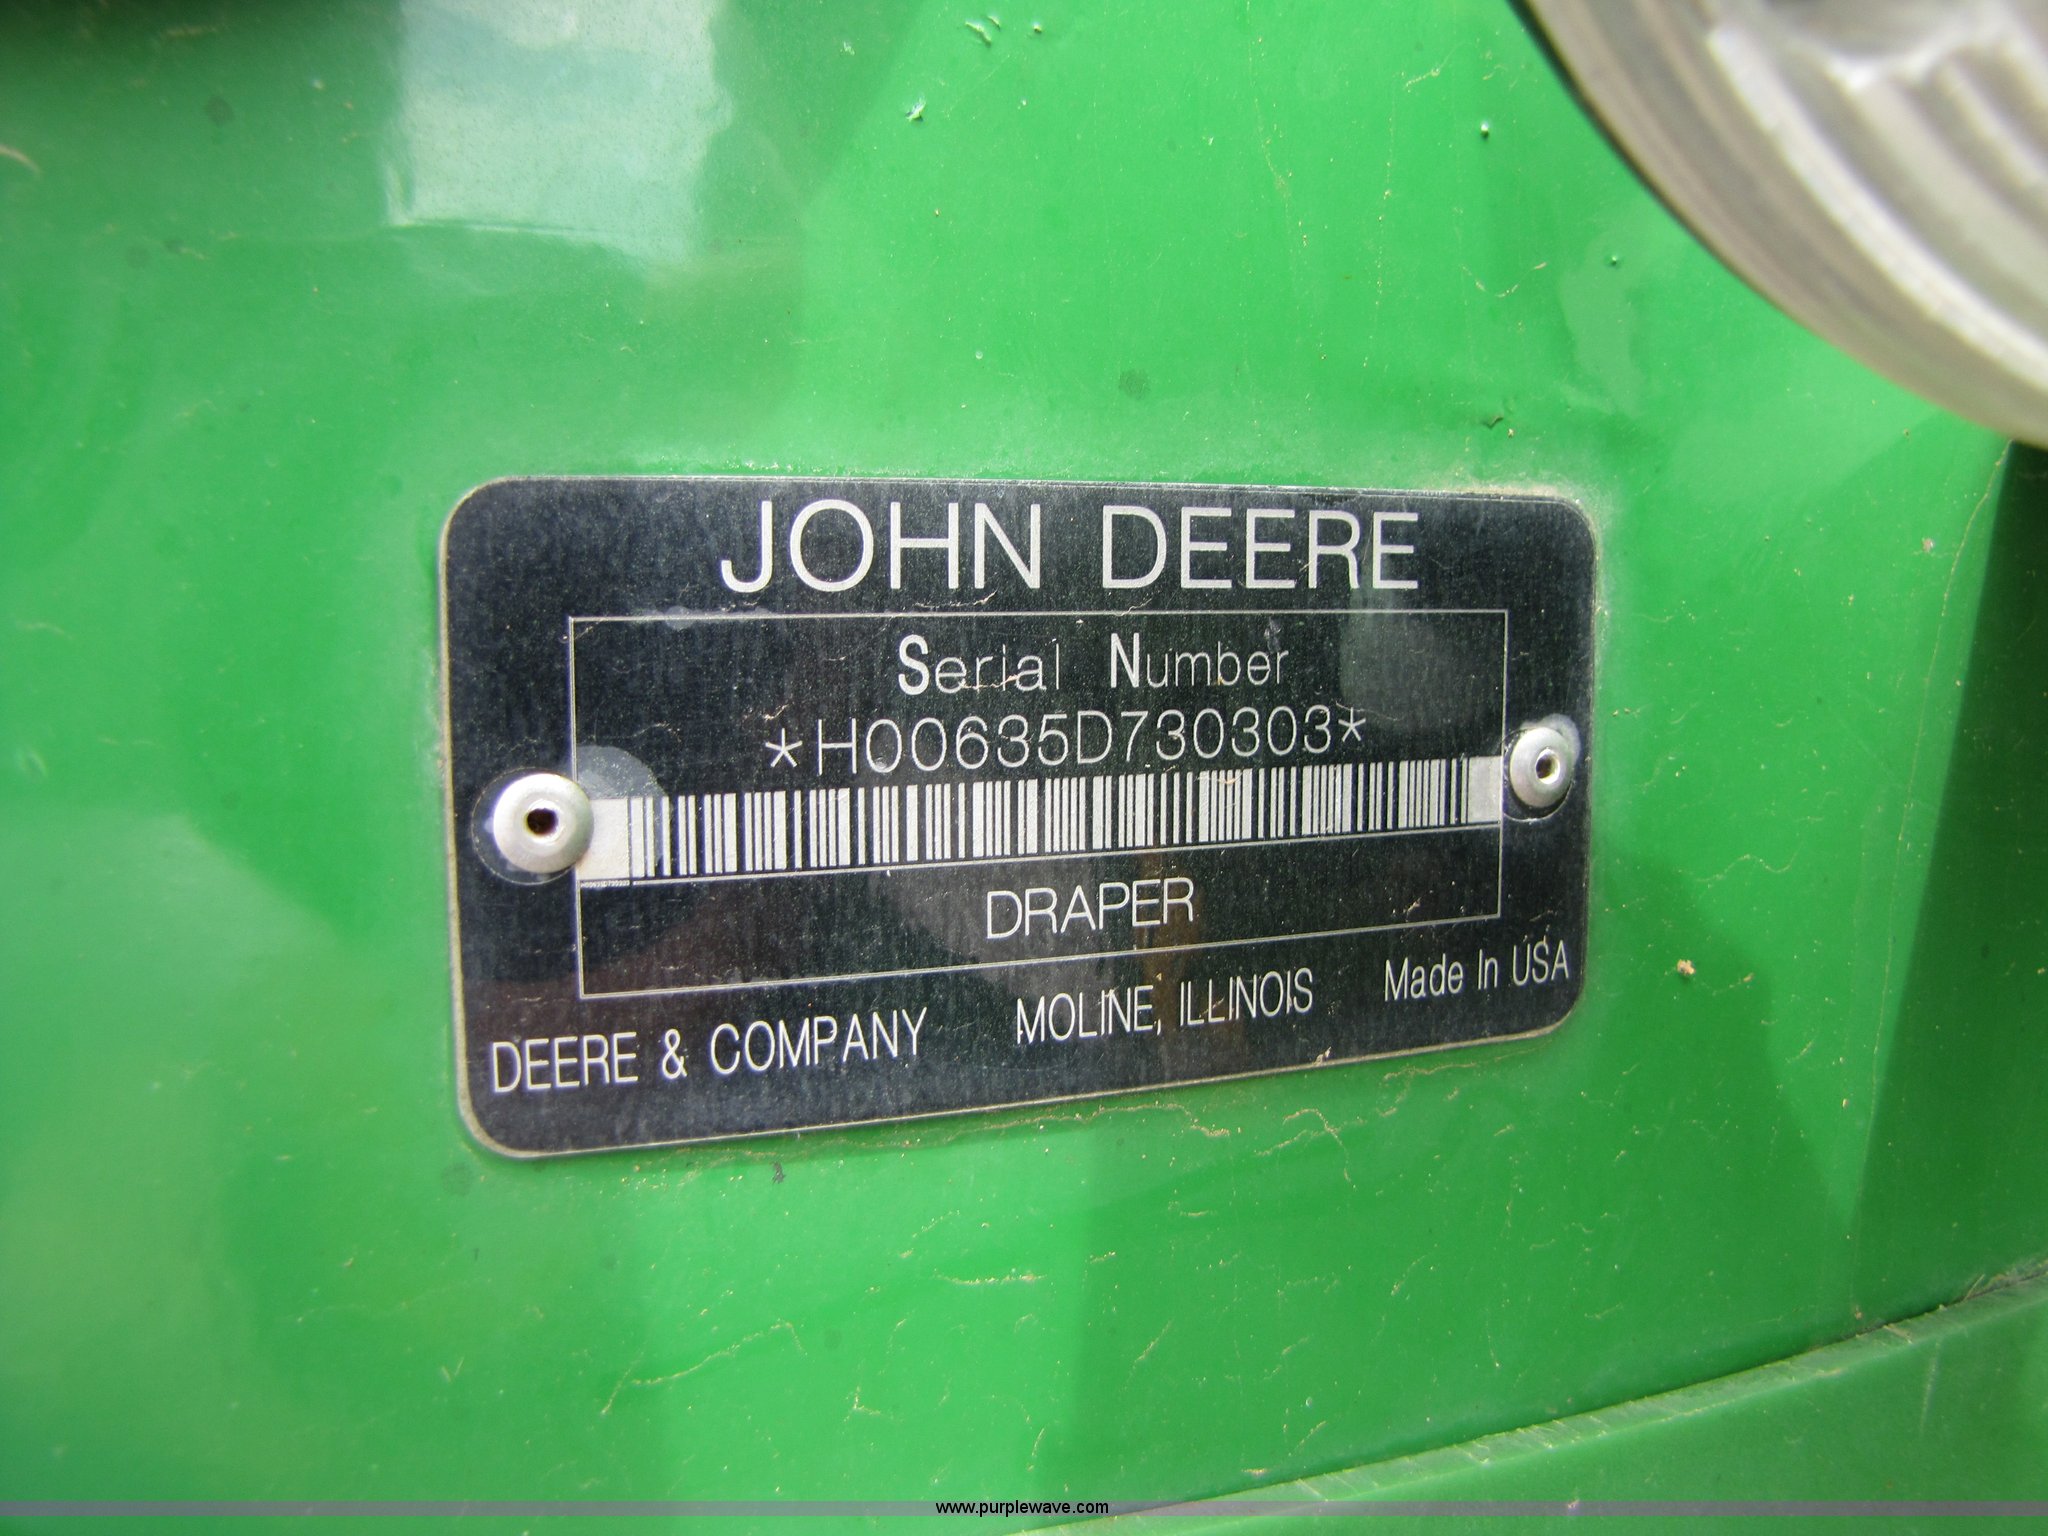 JOHN DEERE
Serial Number
*H00635D730303*
DRAPER
DEERE & COMPANY MOLINE, ILLINOIS Made In USA
www.purplewave.com